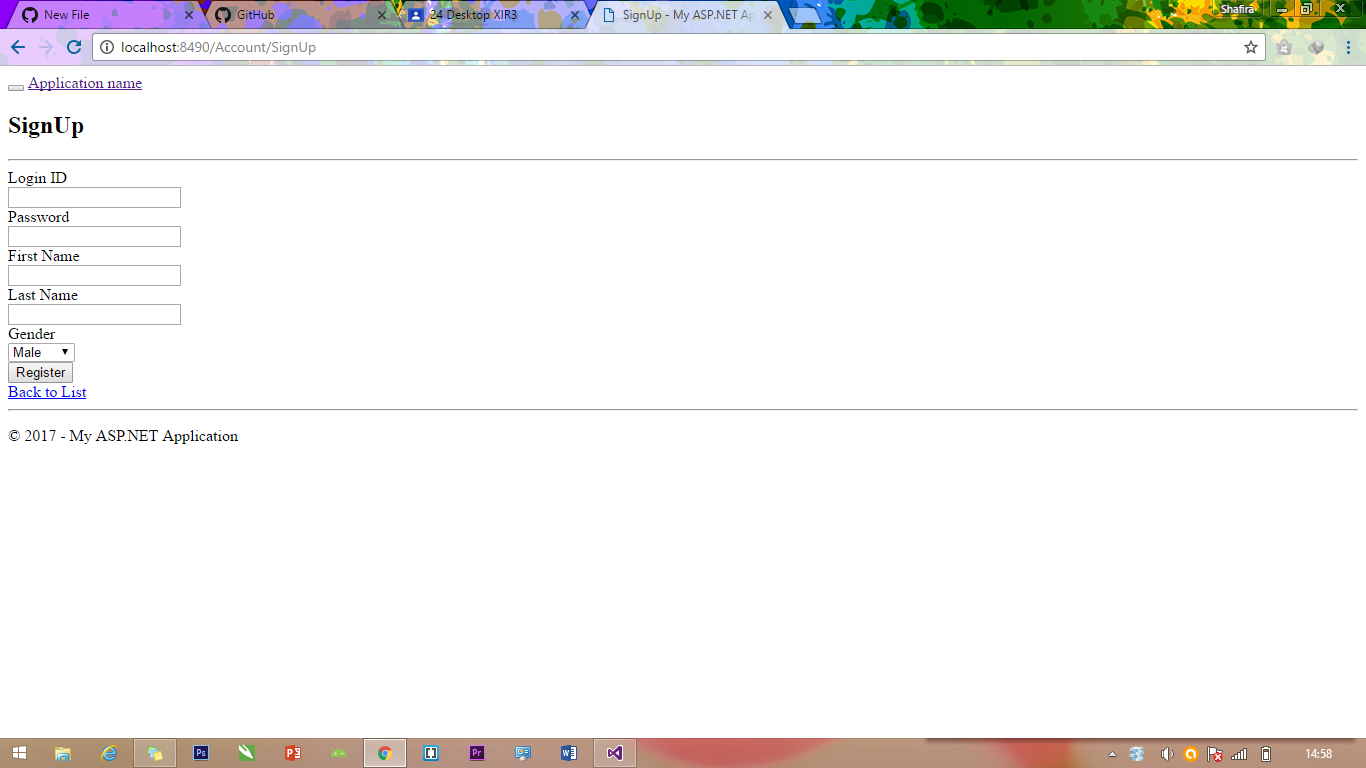 New File
GitHub
24 Desktop XIR3
SignUp - My ASP.NET Ap
Shafira
localhost:8490/Account/SignUp
Application name
SignUp
Login ID
Password
First Name
Last Name
Gender
Male
Register
Back to List
© 2017 - My ASP.NET Application
Ps
Pr
14:58